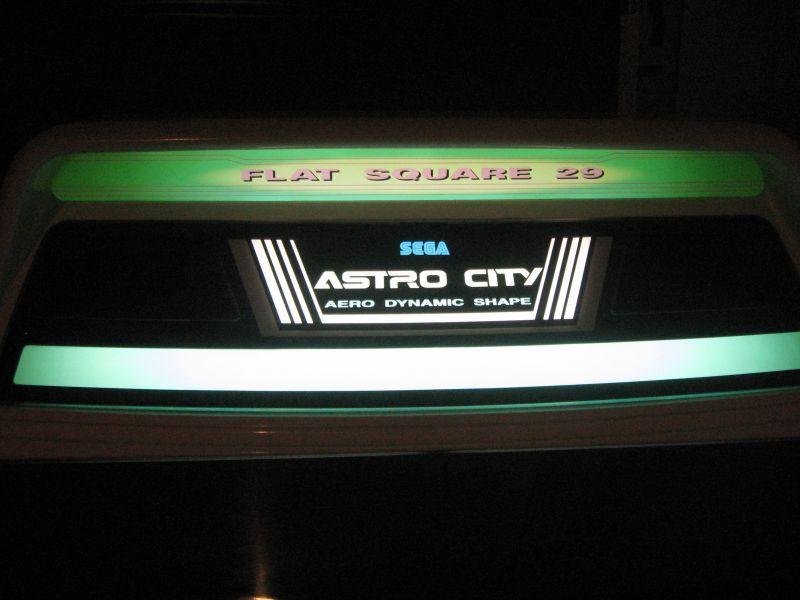 FLAT SQUARE 29
SEGA
ASTRO CITY
AERO DYNAMIC SHAPE